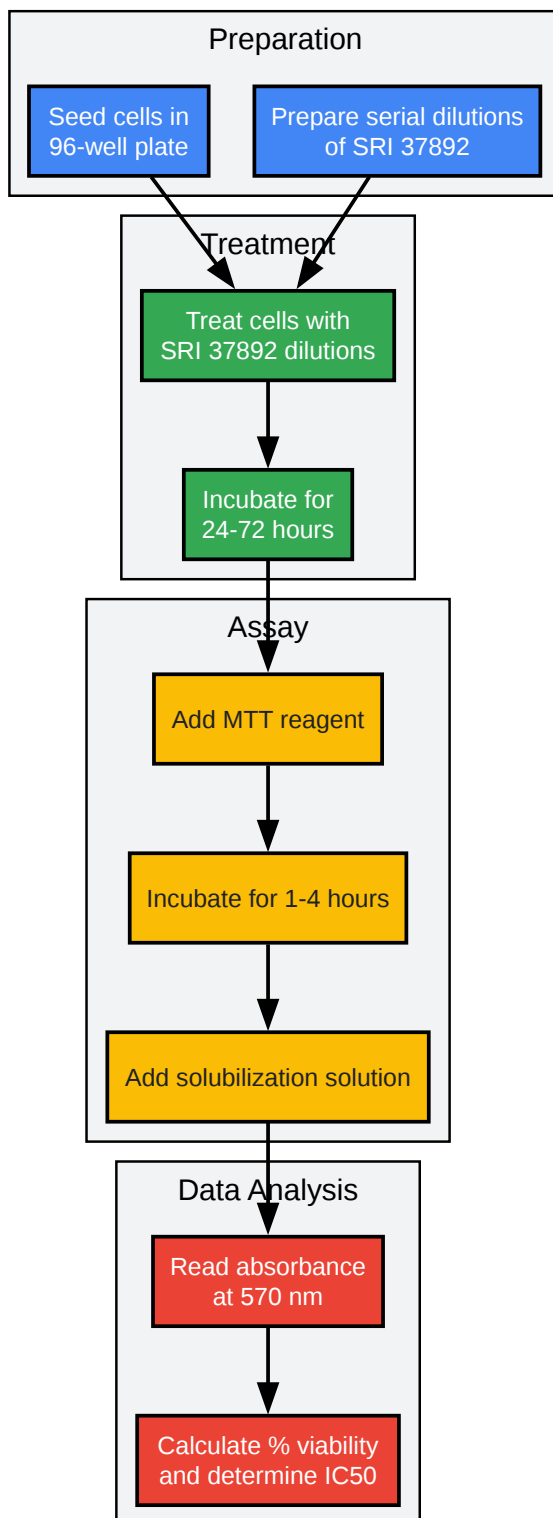 Preparation
Seed cells in
96-well plate
Prepare serial dilutions
of SRI 37892
Treatment
Treat cells with
SRI 37892 dilutions
Incubate for
24-72 hours
Assay
Add MTT reagent
Incubate for 1-4 hours
Add solubilization solution
Data Analysis
Read absorbance
at 570 nm
Calculate % viability
and determine IC50